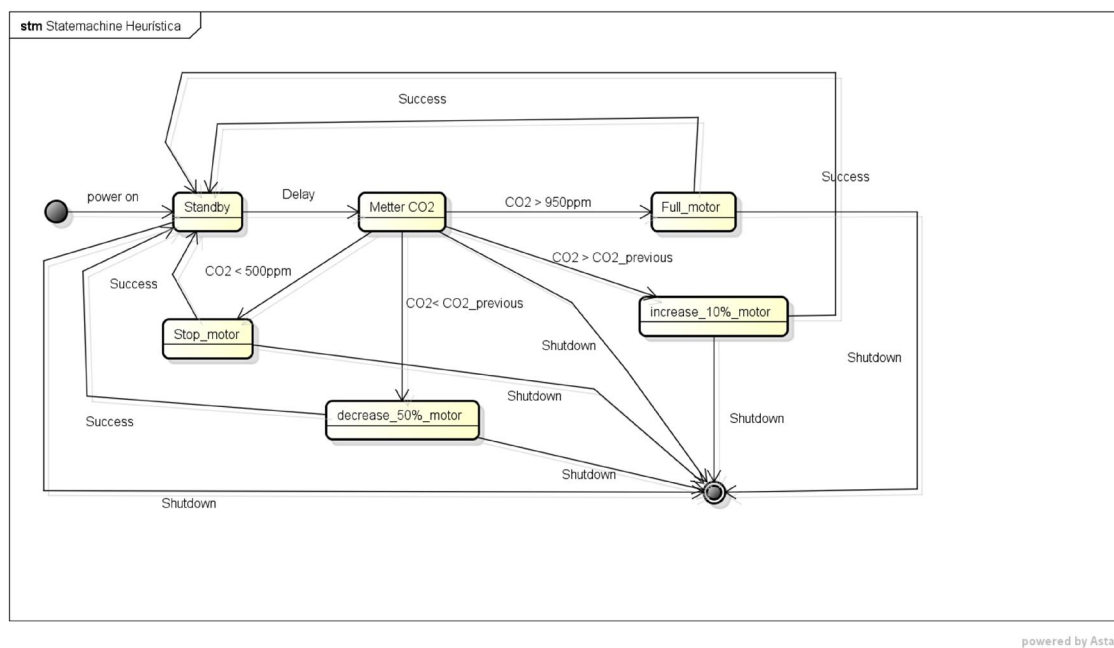 stm Statemachine Heurística
Success
Success
power on
Standby
Delay
Metter CO2
CO2 > 950ppm
Full_motor
CO2 < 500ppm
CO2 > CO2_previous
Success
CO2< CO2_previous
increase_10%_motor
Stop_motor
Shutdown
Shutdown
Shutdown
decrease_50%_motor
Success
Shutdown
Shutdown
Shutdown
powered by Asta